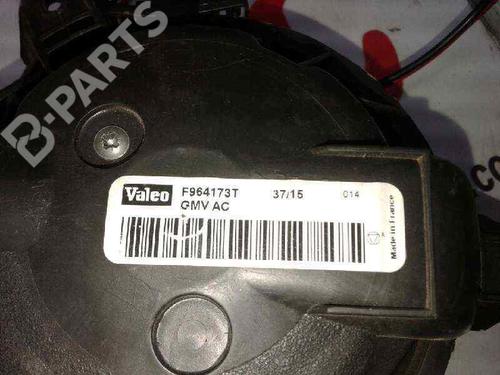 B-PARTS
Valeo F964173T 37/15 014
GMV AC
Made in France